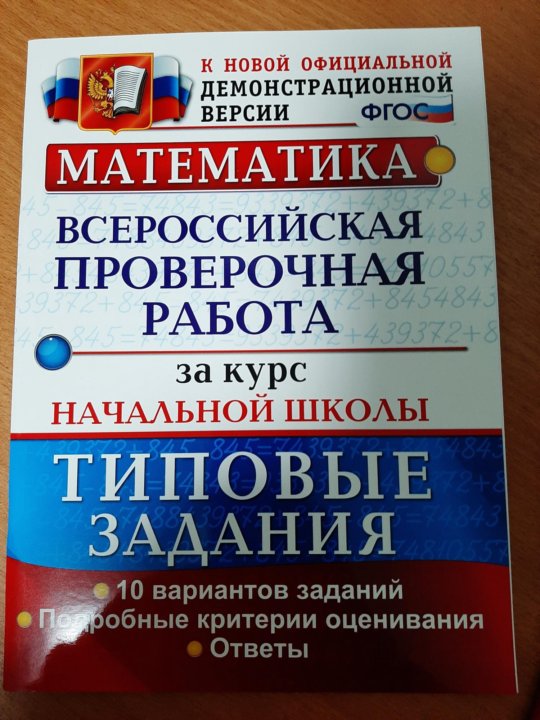 К НОВОЙ ОФИЦИАЛЬНОЙ
ДЕМОНСТРАЦИОННОЙ
ВЕРСИИ ФГОС
МАТЕМАТИКА
ВСЕРОССИЙСКАЯ
ПРОВЕРОЧНАЯ
РАБОТА
за курс
НАЧАЛЬНОЙ ШКОЛЫ
ТИПОВЫЕ
ЗАДАНИЯ
10 вариантов заданий
Подробные критерии оценивания
Ответы